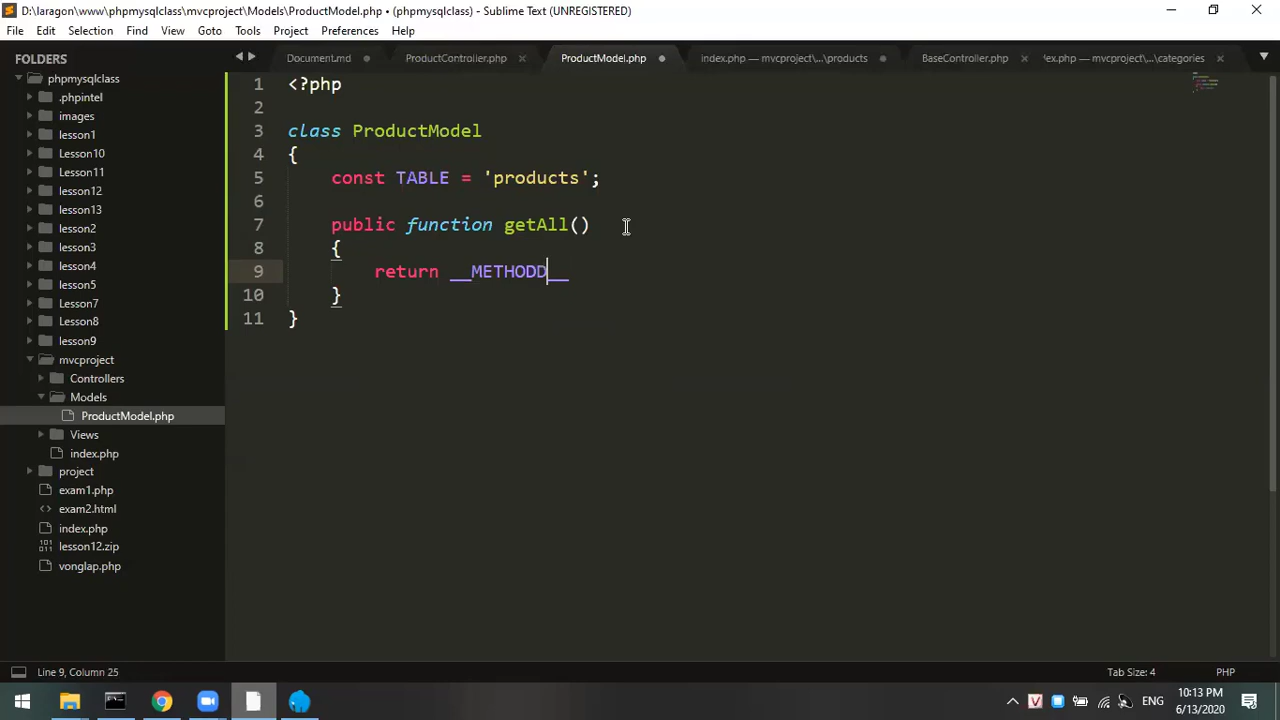 D:\laragon\www\phpmysqlclass\mvcproject\Models\ProductModel.php • (phpmysqlclass) - Sublime Text (UNREGISTERED)
File Edit Selection Find View Goto Tools Project Preferences Help
FOLDERS
phpmysqlclass
.phpintel
images
lesson1
Lesson10
Lesson11
lesson12
lesson13
lesson2
lesson3
lesson4
lesson5
Lesson7
Lesson8
lesson9
mvcproject
Controllers
Models
ProductModel.php
Views
index.php
project
exam1.php
exam2.html
index.php
lesson12.zip
vonglap.php
Document.md ProductController.php ProductModel.php index.php — mvcproject\...\products BaseController.php ex.php — mvcproject\...\categories
1 <?php
2
3 class ProductModel
4 {
5 const TABLE = 'products';
6
7 public function getAll()
8 {
9 return __METHODD__
10 }
11 }
Line 9, Column 25 Tab Size: 4 PHP
ENG 10:13 PM
6/13/2020